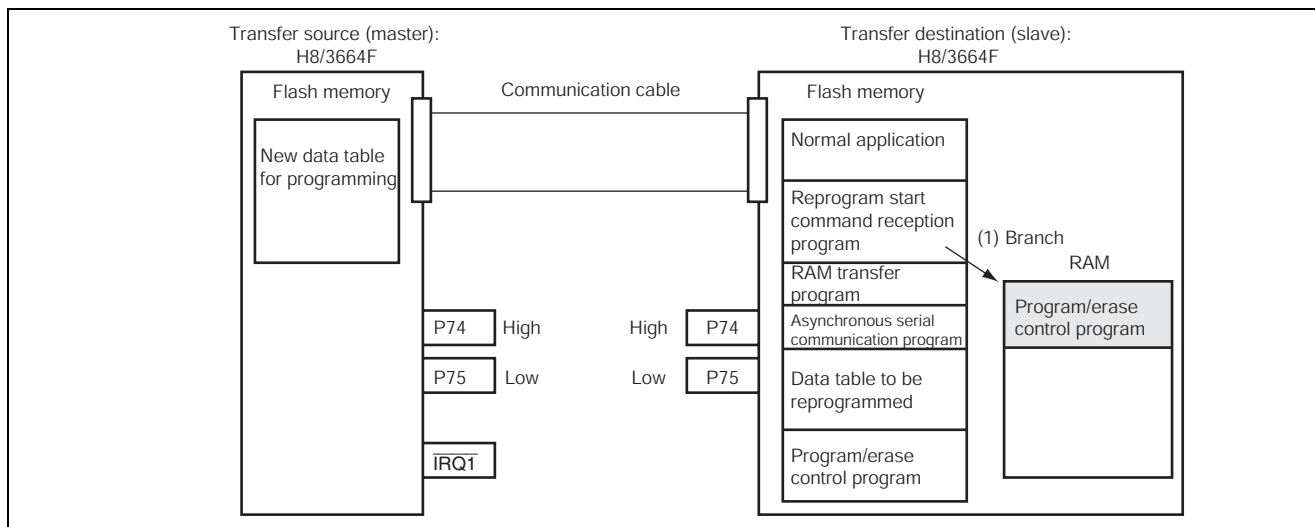 Transfer source (master):
H8/3664F
Flash memory
New data table
for programming
P74
High
P75
Low
IRQ1
Communication cable
Transfer destination (slave):
H8/3664F
Flash memory
Normal application
Reprogram start
command reception
program
RAM transfer
program
Asynchronous serial
communication program
Data table to be
reprogrammed
Program/erase
control program
High
P74
Low
P75
(1) Branch
RAM
Program/erase
control program